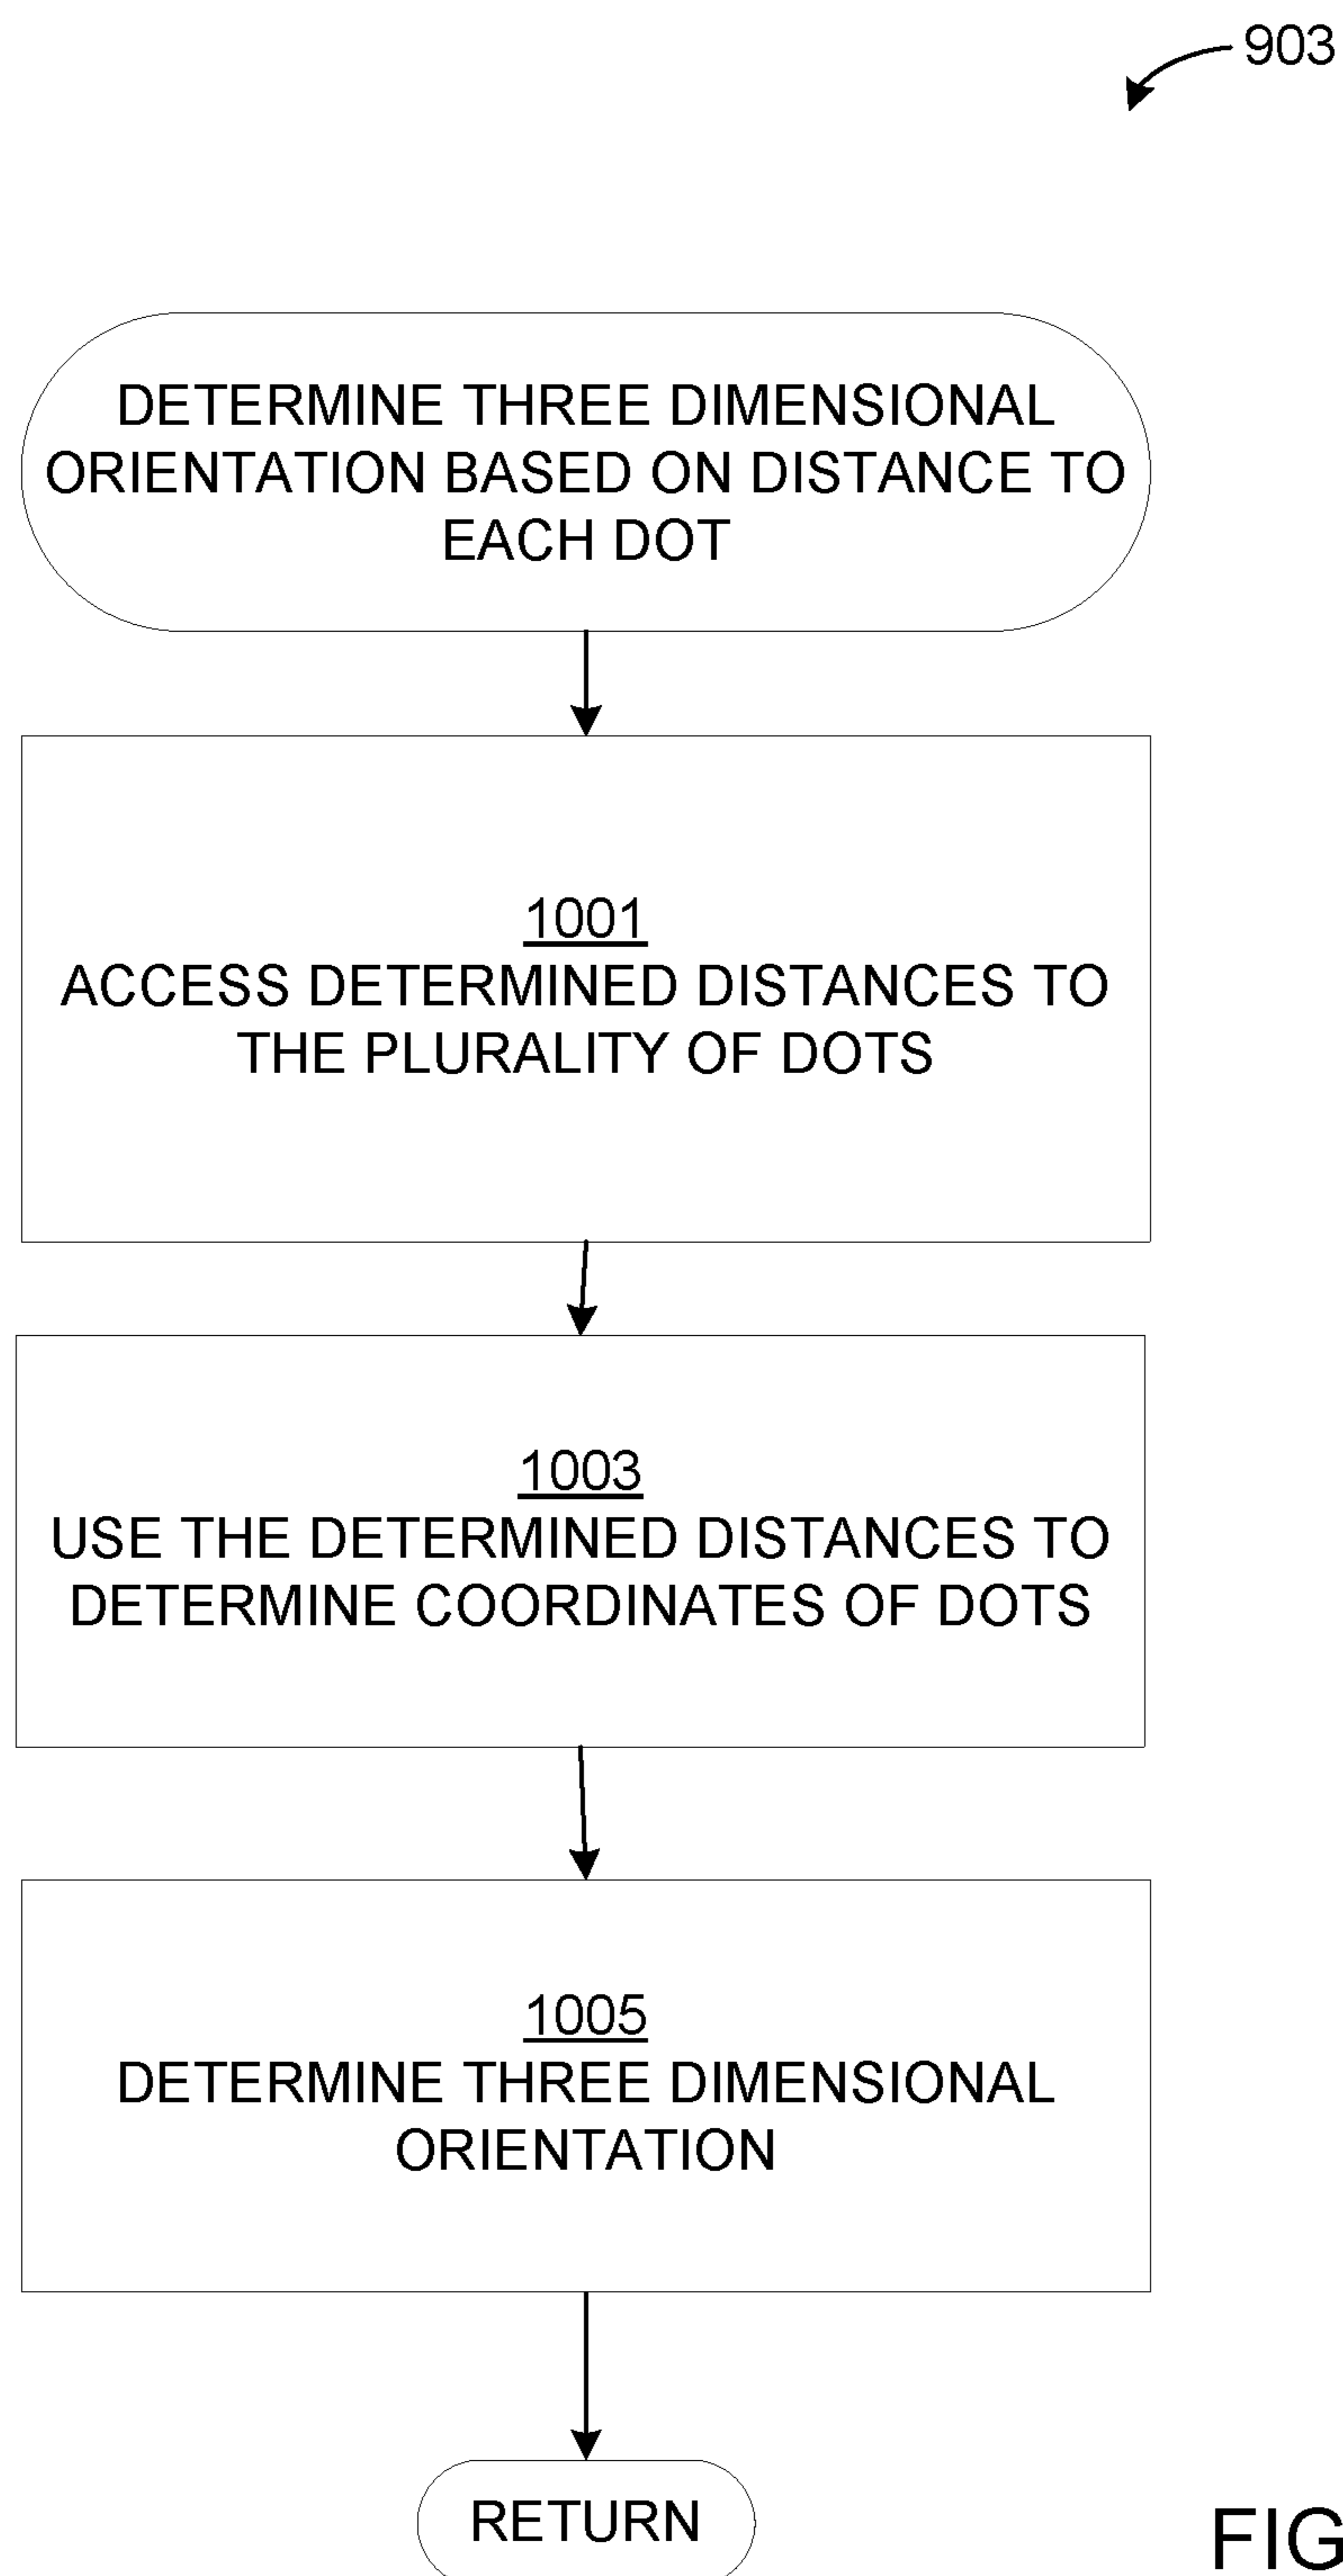 903
DETERMINE THREE DIMENSIONAL
ORIENTATION BASED ON DISTANCE TO
EACH DOT
1001
ACCESS DETERMINED DISTANCES TO
THE PLURALITY OF DOTS
1003
USE THE DETERMINED DISTANCES TO
DETERMINE COORDINATES OF DOTS
1005
DETERMINE THREE DIMENSIONAL
ORIENTATION
RETURN
FIG